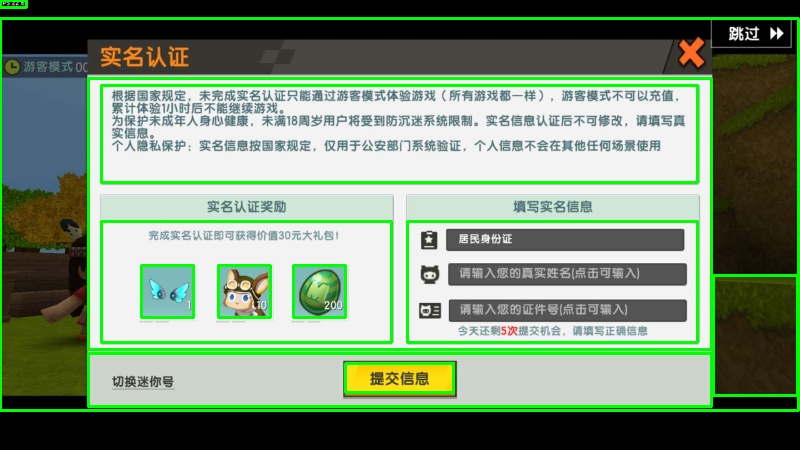 跳过
实名认证
游客模式
根据国家规定，未完成实名认证只能通过游客模式体验游戏（所有游戏都一样），游客模式不可以充值，
累计体验1小时后不能继续游戏。
为保护未成年人身心健康，未满18周岁用户将受到防沉迷系统限制。实名信息认证后不可修改，请填写真
实信息。
个人隐私保护：实名信息按国家规定，仅用于公安部门系统验证，个人信息不会在其他任何场景使用
实名认证奖励
填写实名信息
完成实名认证即可获得价值30元大礼包！
居民身份证
请输入您的真实姓名(点击可输入)
1
10
200
请输入您的证件号(点击可输入)
今天还剩5次提交机会，请填写正确信息
切换迷你号
提交信息